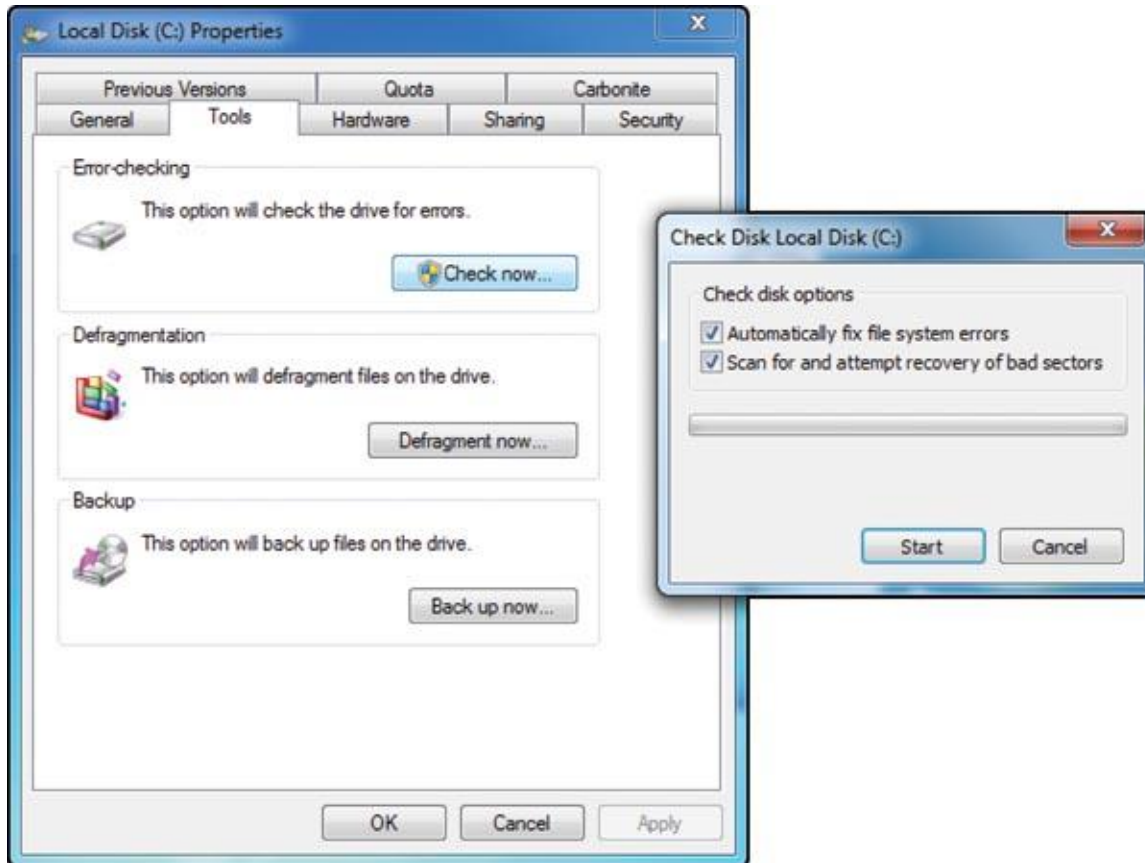 Local Disk (C:) Properties
Previous Versions
Quota
Carbonite
General
Tools
Hardware
Sharing
Security
Error-checking
This option will check the drive for errors.
Check now...
Defragmentation
This option will defragment files on the drive.
Defragment now...
Backup
This option will back up files on the drive.
Back up now...
OK
Cancel
Apply
Check Disk Local Disk (C:)
Check disk options
Automatically fix file system errors
Scan for and attempt recovery of bad sectors
Start
Cancel